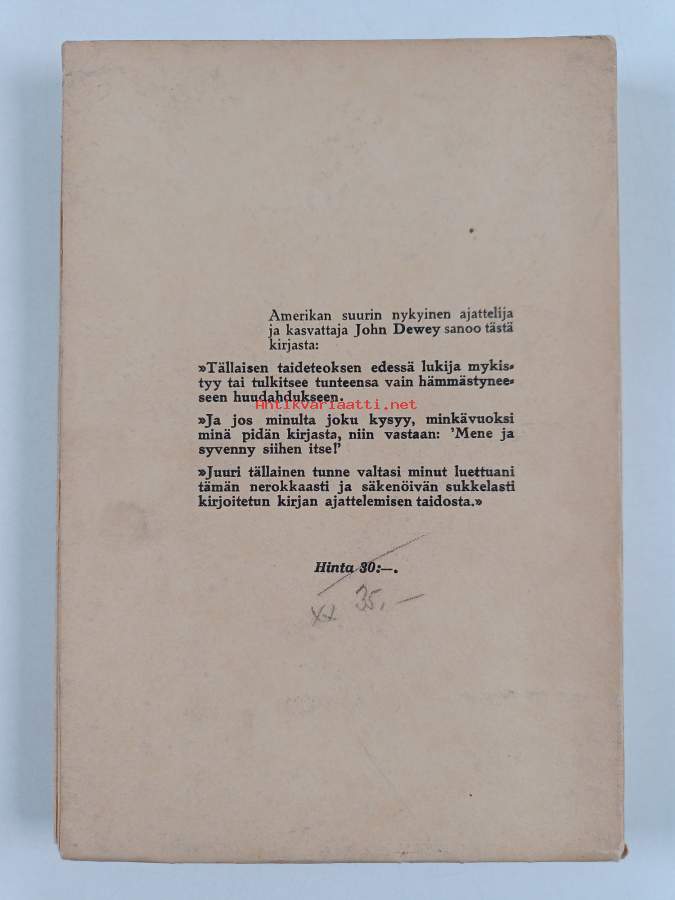 Amerikan suurin nykyinen ajattelija
ja kasvattaja John Dewey sanoo tästä
kirjasta:
»Tällaisen taideteoksen edessä lukija mykis-
tyy tai tulkitsee tunteensa vain hämmästynee-
seen huudahdukseen.
Antikvariaatti.net
»Ja jos minulta joku kysyy, minkävuoksi
minä pidän kirjasta, niin vastaan: 'Mene ja
syvenny siihen itse!'
»Juuri tällainen tunne valtasi minut luettuani
tämän nerokkaasti ja säkenöivän sukkelasti
kirjoitetun kirjan ajattelemisen taidosta.»
Hinta 30:—.
xx 35,—